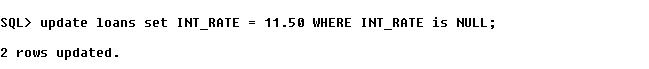 SQL> update loans set INT_RATE = 11.50 WHERE INT_RATE is NULL;
2 rows updated.